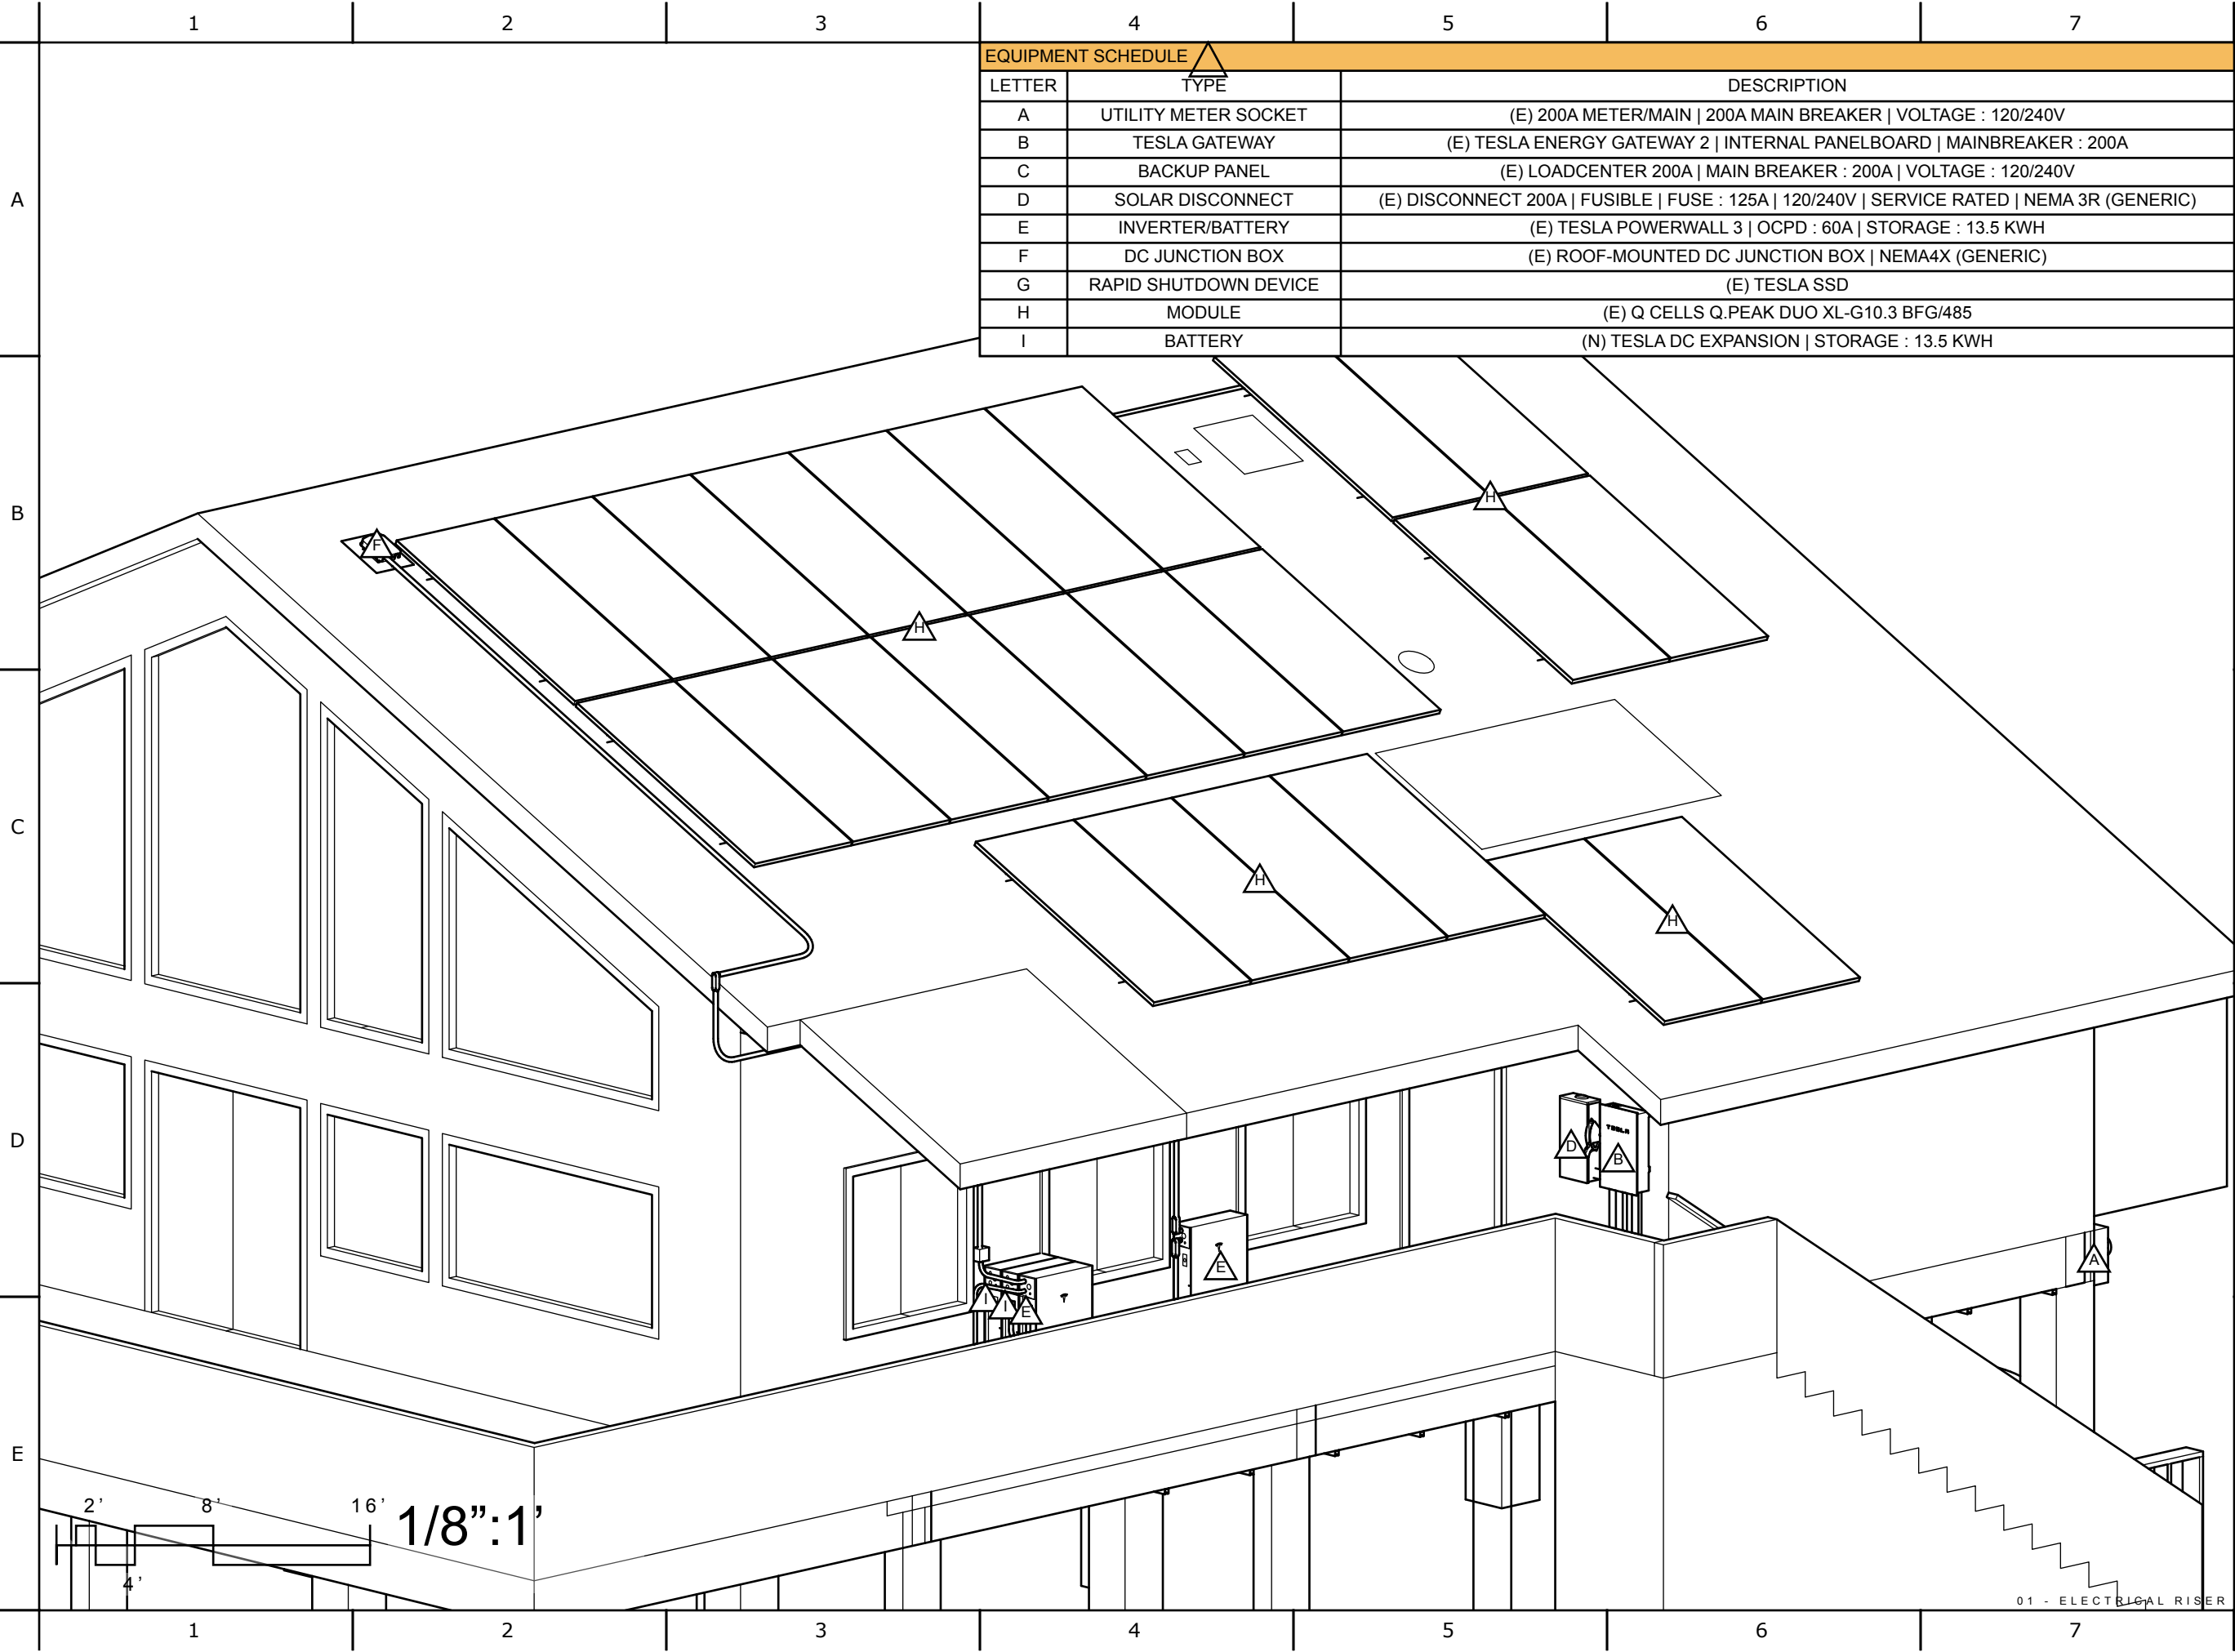 1 2 3 4 5 6 7
EQUIPMENT SCHEDULE
LETTER TYPE DESCRIPTION
A UTILITY METER SOCKET (E) 200A METER/MAIN | 200A MAIN BREAKER | VOLTAGE : 120/240V
B TESLA GATEWAY (E) TESLA ENERGY GATEWAY 2 | INTERNAL PANELBOARD | MAINBREAKER : 200A
C BACKUP PANEL (E) LOADCENTER 200A | MAIN BREAKER : 200A | VOLTAGE : 120/240V
D SOLAR DISCONNECT (E) DISCONNECT 200A | FUSIBLE | FUSE : 125A | 120/240V | SERVICE RATED | NEMA 3R (GENERIC)
E INVERTER/BATTERY (E) TESLA POWERWALL 3 | OCPD : 60A | STORAGE : 13.5 KWH
F DC JUNCTION BOX (E) ROOF-MOUNTED DC JUNCTION BOX | NEMA4X (GENERIC)
G RAPID SHUTDOWN DEVICE (E) TESLA SSD
H MODULE (E) Q CELLS Q.PEAK DUO XL-G10.3 BFG/485
I BATTERY (N) TESLA DC EXPANSION | STORAGE : 13.5 KWH
A
B
H
F
H
C
H
H
D
TESLA
D B
E
A
I I E
E
2' 8' 16'
1/8”:1’
4'
01 - ELECTRICAL RISER
1 2 3 4 5 6 7